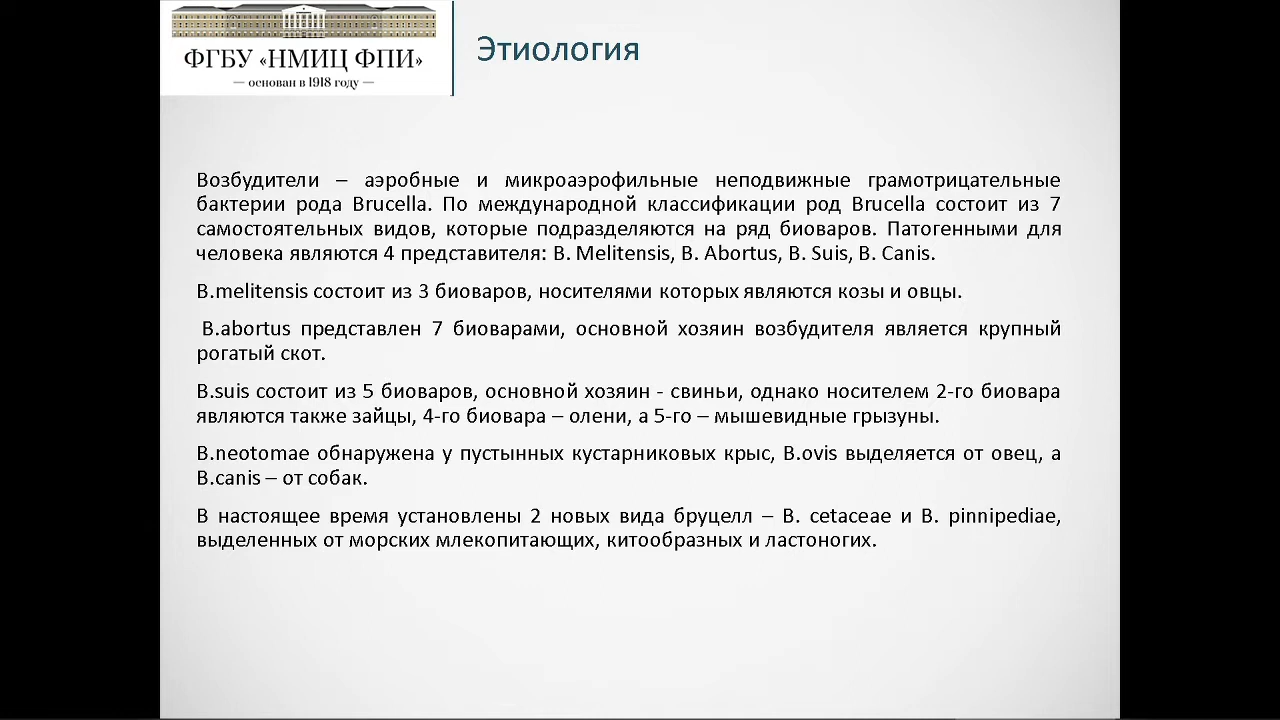 ФГБУ «НМИЦ ФПИ»
— основан в 1918 году —
Этиология
Возбудители – аэробные и микроаэрофильные неподвижные грамотрицательные
бактерии рода Brucella. По международной классификации род Brucella состоит из 7
самостоятельных видов, которые подразделяются на ряд биоваров. Патогенными для
человека являются 4 представителя: B. Melitensis, B. Abortus, B. Suis, B. Canis.
B.melitensis состоит из 3 биоваров, носителями которых являются козы и овцы.
B.abortus представлен 7 биоварами, основной хозяин возбудителя является крупный
рогатый скот.
B.suis состоит из 5 биоваров, основной хозяин - свиньи, однако носителем 2-го биовара
являются также зайцы, 4-го биовара – олени, а 5-го – мышевидные грызуны.
B.neotomae обнаружена у пустынных кустарниковых крыс, B.ovis выделяется от овец, а
B.canis – от собак.
В настоящее время установлены 2 новых вида бруцелл – B. cetaceae и B. pinnipediae,
выделенных от морских млекопитающих, китообразных и ластоногих.